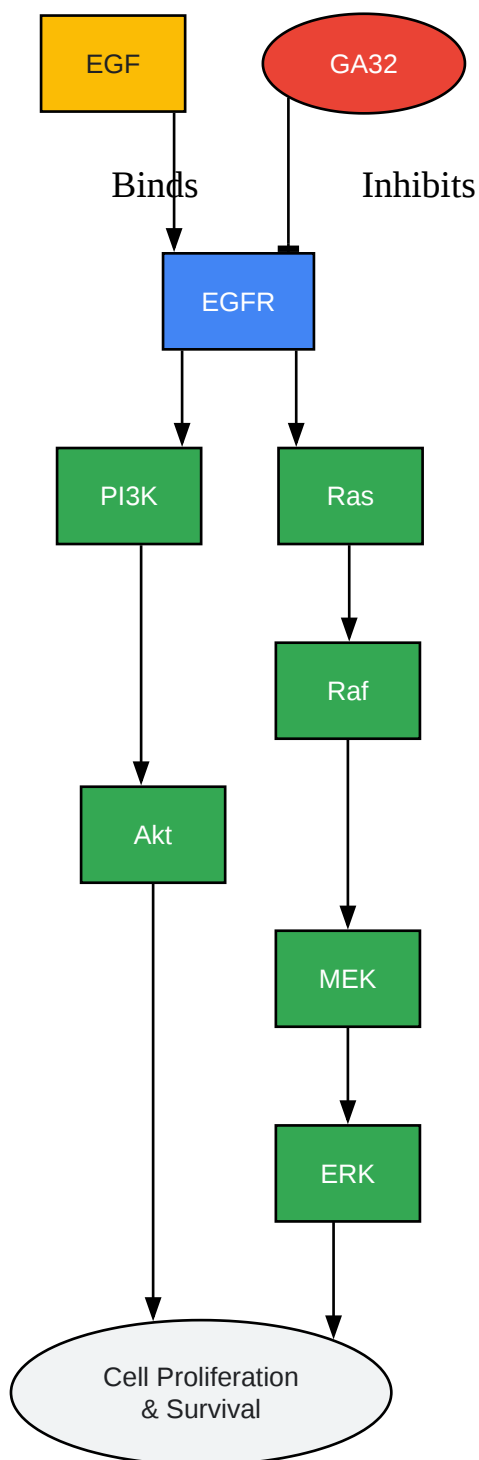 EGF
GA32
Binds
Inhibits
EGFR
PI3K
Ras
Raf
Akt
MEK
ERK
Cell Proliferation
& Survival